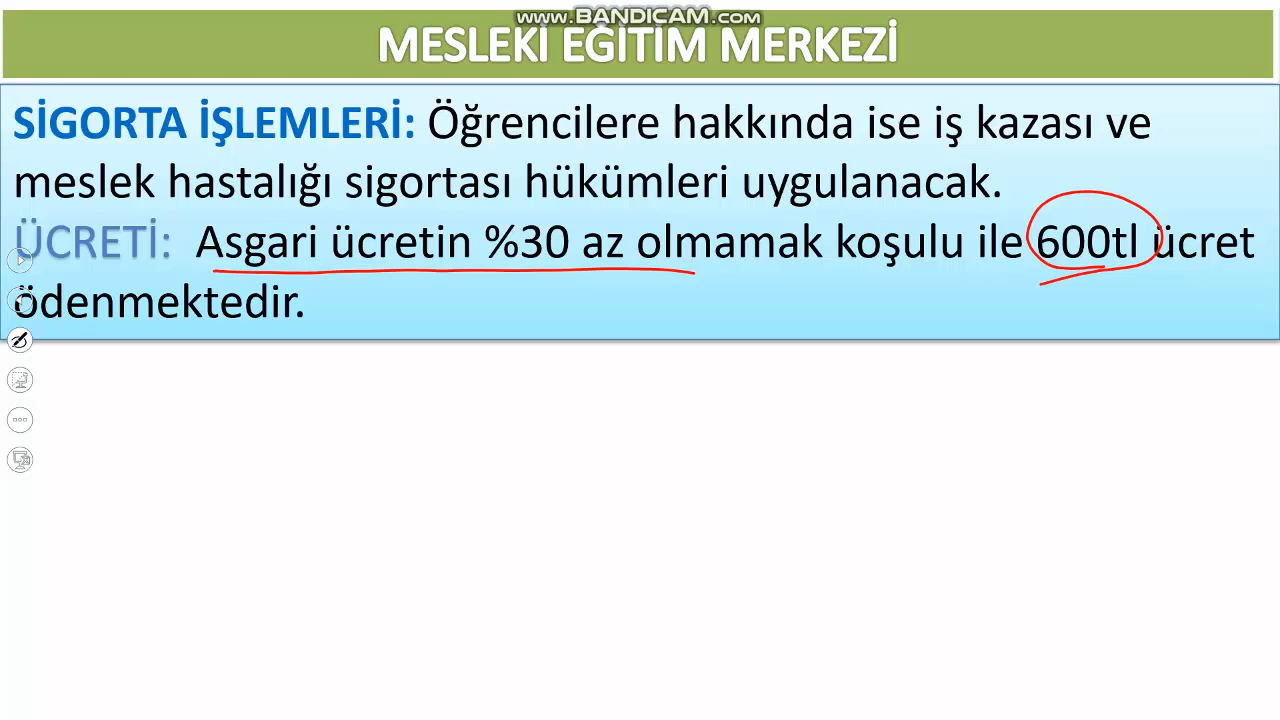 www.BANDICAM.com
MESLEKİ EĞİTİM MERKEZİ
SİGORTA İŞLEMLERİ: Öğrencilere hakkında ise iş kazası ve
meslek hastalığı sigortası hükümleri uygulanacak.
ÜCRETİ: Asgari ücretin %30 az olmamak koşulu ile 600tl ücret
ödenmektedir.